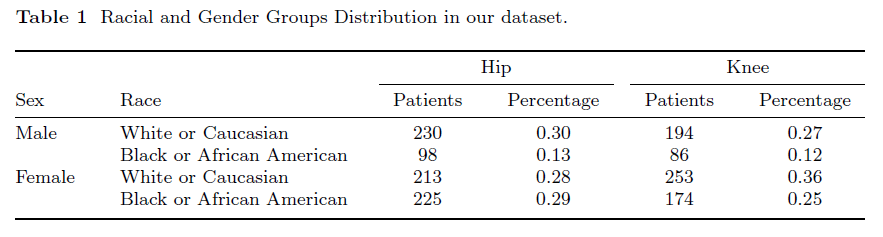 Table 1 Racial and Gender Groups Distribution in our dataset.
Hip Knee
Sex Race Patients Percentage Patients Percentage
Male White or Caucasian 230 0.30 194 0.27
Black or African American 98 0.13 86 0.12
Female White or Caucasian 213 0.28 253 0.36
Black or African American 225 0.29 174 0.25